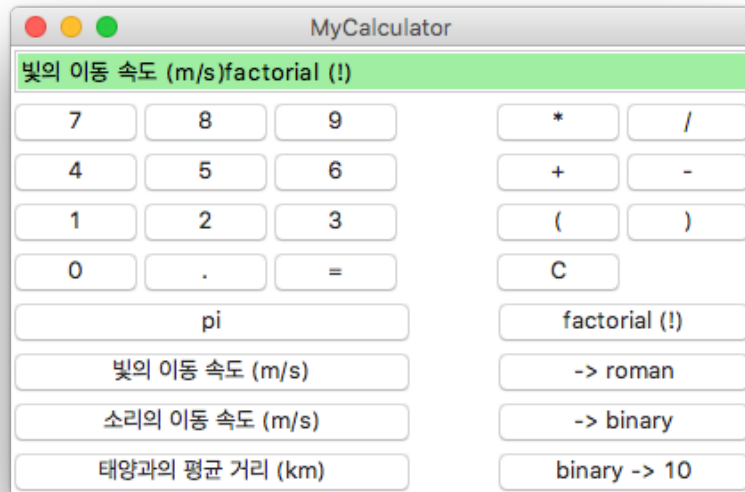 MyCalculator
빛의 이동 속도 (m/s)factorial (!)
7 8 9 * /
4 5 6 + -
1 2 3 ( )
0 . = C
pi factorial (!)
빛의 이동 속도 (m/s) -> roman
소리의 이동 속도 (m/s) -> binary
태양과의 평균 거리 (km) binary -> 10